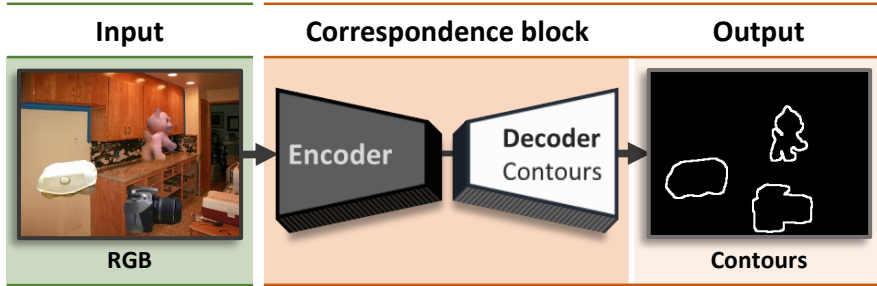 Input
Correspondence block
Output
Encoder
Decoder
Contours
RGB
Contours